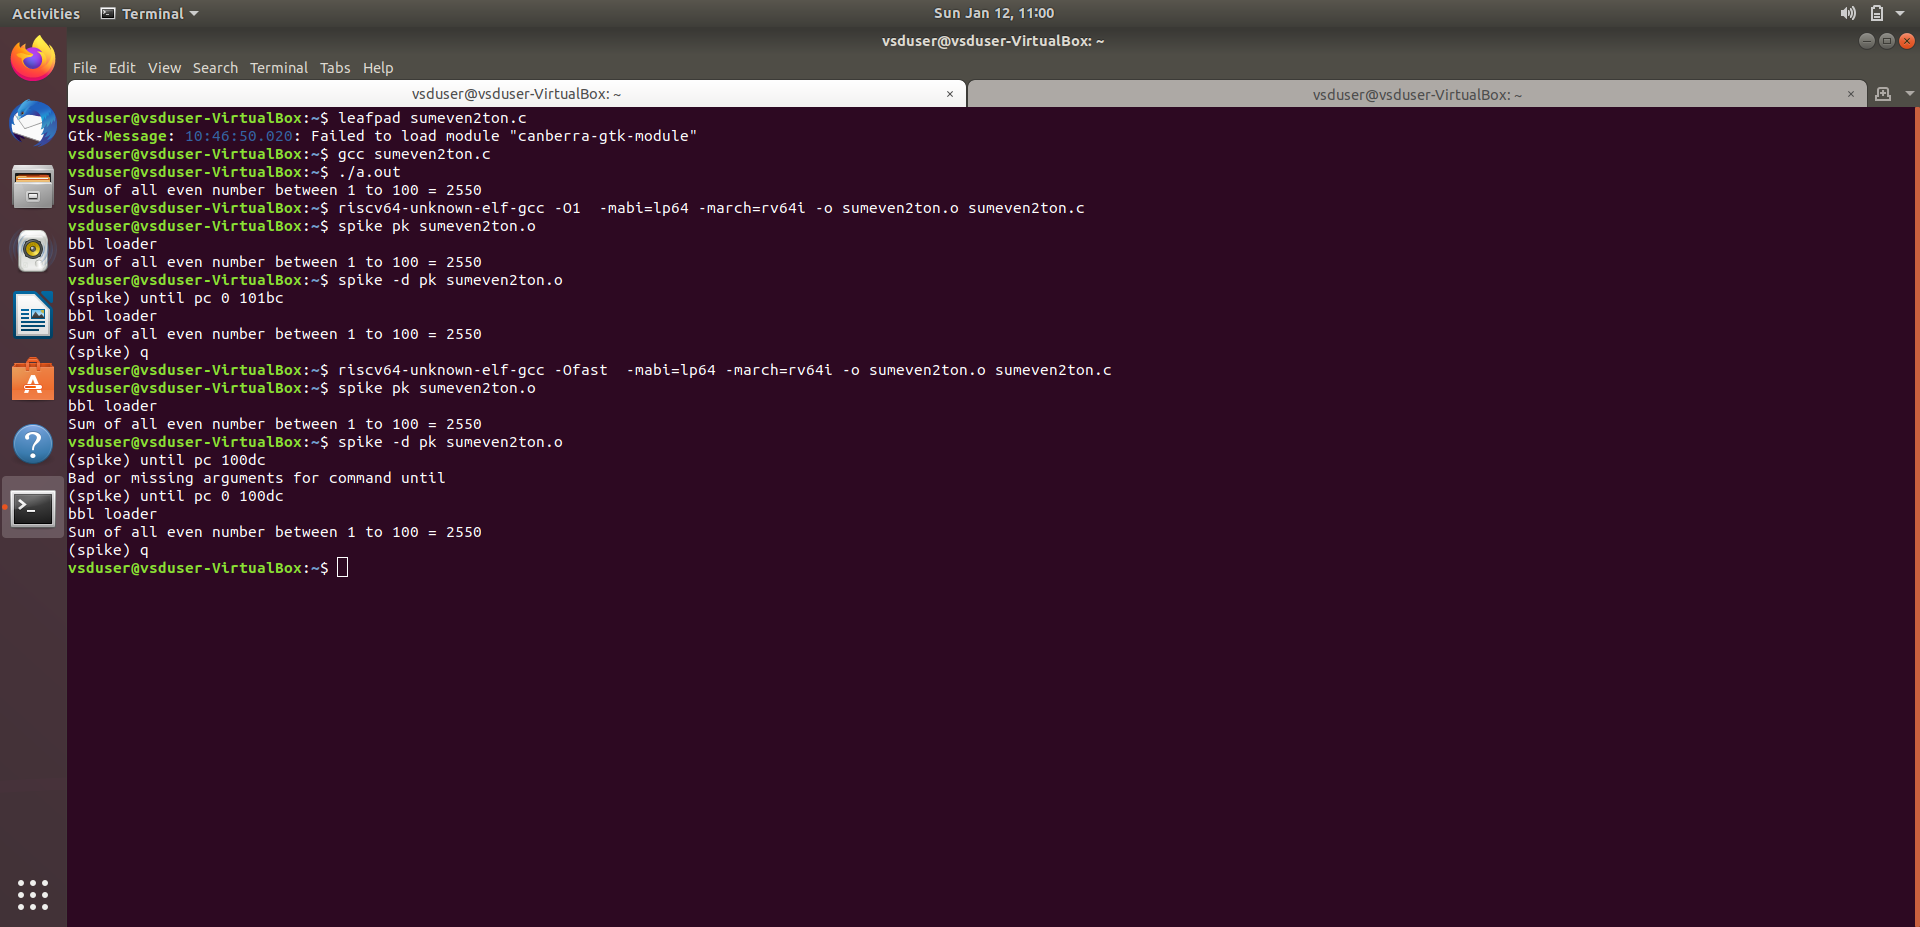 Activities Terminal Sun Jan 12, 11:00
vsduser@vsduser-VirtualBox: ~
File Edit View Search Terminal Tabs Help
vsduser@vsduser-VirtualBox: ~ × vsduser@vsduser-VirtualBox: ~ ×
vsduser@vsduser-VirtualBox:~$ leafpad sumeven2ton.c
Gtk-Message: 10:46:50.020: Failed to load module "canberra-gtk-module"
vsduser@vsduser-VirtualBox:~$ gcc sumeven2ton.c
vsduser@vsduser-VirtualBox:~$ ./a.out
Sum of all even number between 1 to 100 = 2550
vsduser@vsduser-VirtualBox:~$ riscv64-unknown-elf-gcc -O1  -mabi=lp64 -march=rv64i -o sumeven2ton.o sumeven2ton.c
vsduser@vsduser-VirtualBox:~$ spike pk sumeven2ton.o
bbl loader
Sum of all even number between 1 to 100 = 2550
vsduser@vsduser-VirtualBox:~$ spike -d pk sumeven2ton.o
(spike) until pc 0 101bc
bbl loader
Sum of all even number between 1 to 100 = 2550
(spike) q
vsduser@vsduser-VirtualBox:~$ riscv64-unknown-elf-gcc -Ofast  -mabi=lp64 -march=rv64i -o sumeven2ton.o sumeven2ton.c
vsduser@vsduser-VirtualBox:~$ spike pk sumeven2ton.o
bbl loader
Sum of all even number between 1 to 100 = 2550
vsduser@vsduser-VirtualBox:~$ spike -d pk sumeven2ton.o
(spike) until pc 100dc
Bad or missing arguments for command until
(spike) until pc 0 100dc
bbl loader
Sum of all even number between 1 to 100 = 2550
(spike) q
vsduser@vsduser-VirtualBox:~$